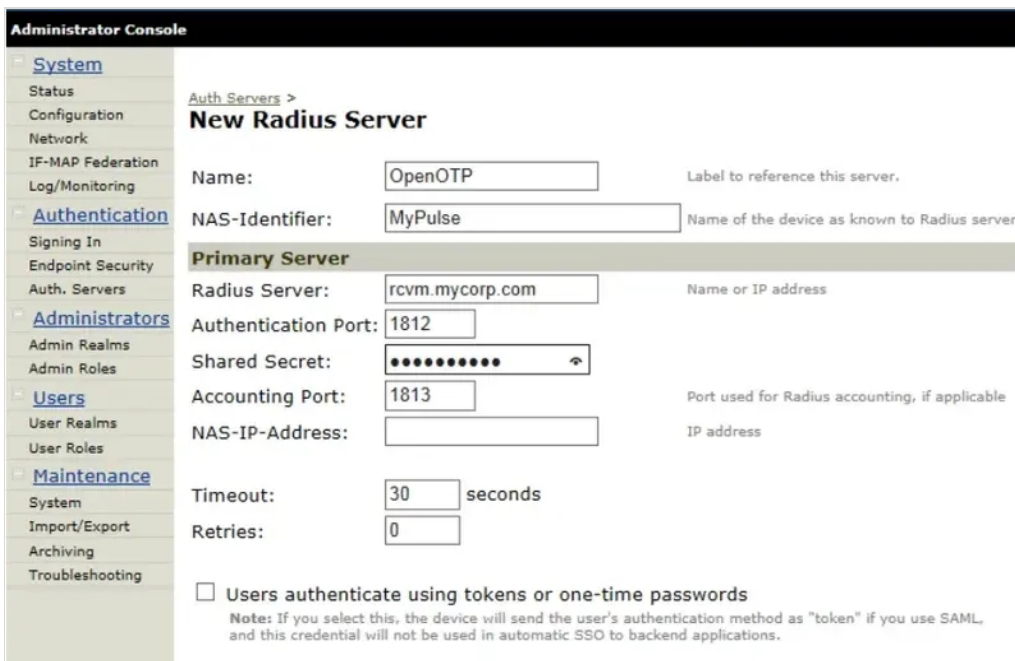 Administrator Console
System
Status
Configuration
Network
IF-MAP Federation
Log/Monitoring
Authentication
Signing In
Endpoint Security
Auth. Servers
Administrators
Admin Realms
Admin Roles
Users
User Realms
User Roles
Maintenance
System
Import/Export
Archiving
Troubleshooting
Auth Servers >
New Radius Server
Name: OpenOTP Label to reference this server.
NAS-Identifier: MyPulse Name of the device as known to Radius server
Primary Server
Radius Server: rcvm.mycorp.com Name or IP address
Authentication Port: 1812
Shared Secret: ●●●●●●●●●●
Accounting Port: 1813 Port used for Radius accounting, if applicable
NAS-IP-Address: IP address
Timeout: 30 seconds
Retries: 0
Users authenticate using tokens or one-time passwords
Note: If you select this, the device will send the user's authentication method as "token" if you use SAML,
and this credential will not be used in automatic SSO to backend applications.